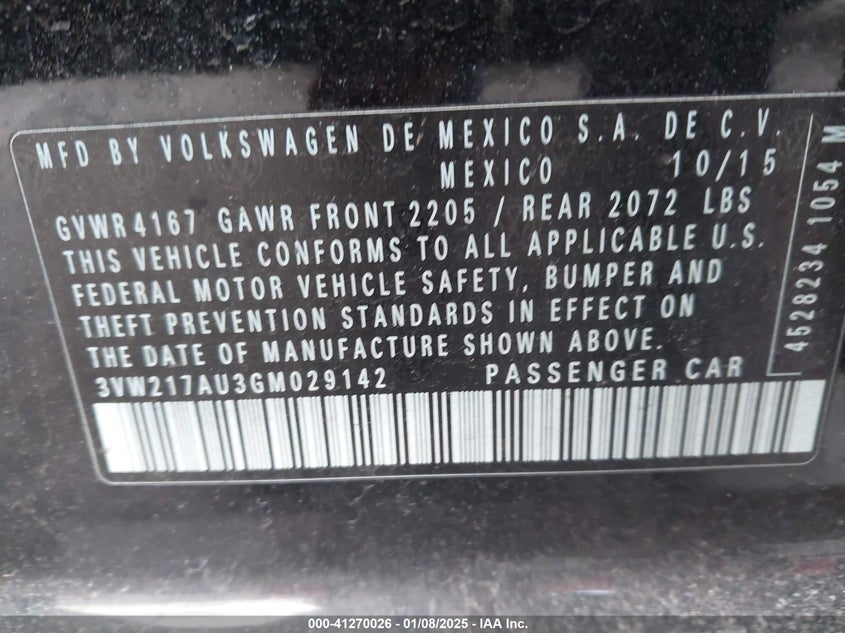 MFD BY VOLKSWAGEN DE MEXICO S.A. DE C.V.
MEXICO 10/15
GVWR 4167 GAWR FRONT 2205 / REAR 2072 LBS
THIS VEHICLE CONFORMS TO ALL APPLICABLE U.S.
FEDERAL MOTOR VEHICLE SAFETY, BUMPER AND
THEFT PREVENTION STANDARDS IN EFFECT ON
THE DATE OF MANUFACTURE SHOWN ABOVE.
3VW217AU3GM029142 PASSENGER CAR
4528234 1054 M
000-41270026 - 01/08/2025 - IAA Inc.